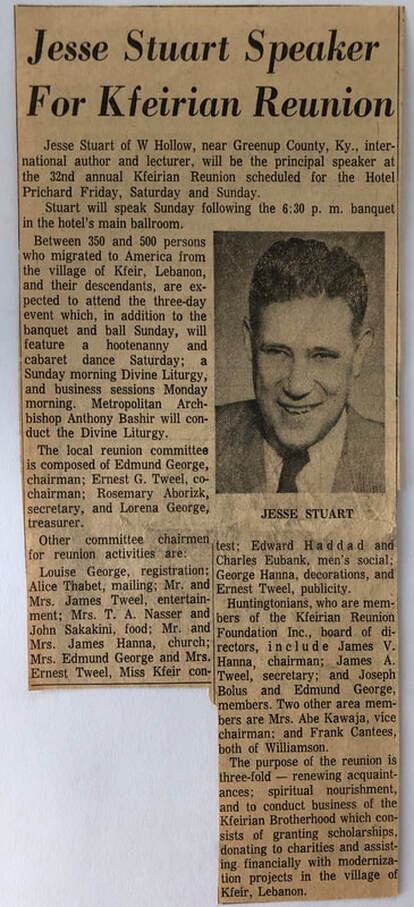 Jesse Stuart Speaker
For Kfeirian Reunion
Jesse Stuart of W Hollow, near Greenup County, Ky., inter-
national author and lecturer, will be the principal speaker at
the 32nd annual Kfeirian Reunion scheduled for the Hotel
Prichard Friday, Saturday and Sunday.
Stuart will speak Sunday following the 6:30 p. m. banquet
in the hotel's main ballroom.
Between 350 and 500 persons
who migrated to America from
the village of Kfeir, Lebanon,
and their descendants, are ex-
pected to attend the three-day
event which, in addition to the
banquet and ball Sunday, will
feature a hootenanny and
cabaret dance Saturday; a
Sunday morning Divine Liturgy,
and business sessions Monday
morning. Metropolitan Arch-
bishop Anthony Bashir will con-
duct the Divine Liturgy.
The local reunion committee
is composed of Edmund George,
chairman; Ernest G. Tweel, co-
chairman; Rosemary Aborizk,
secretary, and Lorena George,
treasurer.
Other committee chairmen
for reunion activities are:
Louise George, registration;
Alice Thabet, mailing; Mr. and
Mrs. James Tweel, entertain-
ment; Mrs. T. A. Nasser and
John Sakakini, food; Mr. and
Mrs. James Hanna, church;
Mrs. Edmund George and Mrs.
Ernest Tweel, Miss Kfeir con-
JESSE STUART
test; Edward Haddad and
Charles Eubank, men's social;
George Hanna, decorations, and
Ernest Tweel, publicity.
Huntingtonians, who are mem-
bers of the Kfeirian Reunion
Foundation Inc., board of di-
rectors, include James V.
Hanna, chairman; James A.
Tweel, secretary; and Joseph
Bolus and Edmund George,
members. Two other area mem-
bers are Mrs. Abe Kawaja, vice
chairman; and Frank Cantees,
both of Williamson.
The purpose of the reunion is
three-fold — renewing acquaint-
ances; spiritual nourishment,
and to conduct business of the
Kfeirian Brotherhood which con-
sists of granting scholarships,
donating to charities and assist-
ing financially with moderniza-
tion projects in the village of
Kfeir, Lebanon.